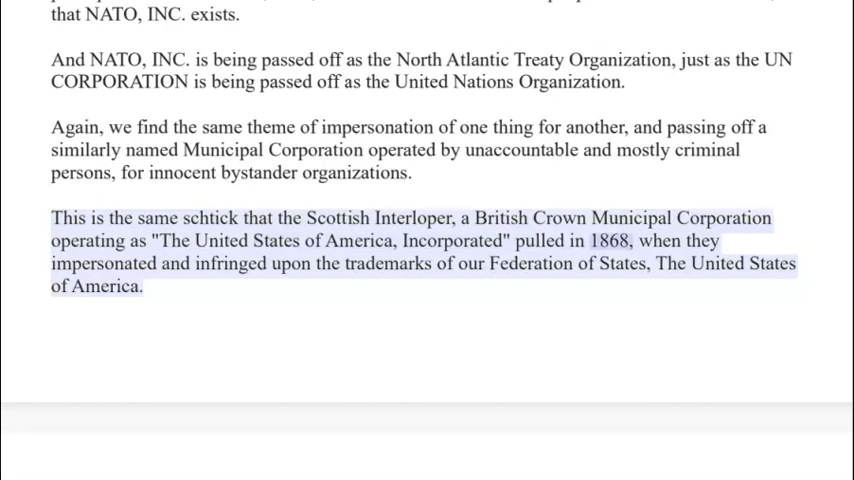 that NATO, INC. exists.
And NATO, INC. is being passed off as the North Atlantic Treaty Organization, just as the UN
CORPORATION is being passed off as the United Nations Organization.
Again, we find the same theme of impersonation of one thing for another, and passing off a
similarly named Municipal Corporation operated by unaccountable and mostly criminal
persons, for innocent bystander organizations.
This is the same schtick that the Scottish Interloper, a British Crown Municipal Corporation
operating as "The United States of America, Incorporated" pulled in 1868, when they
impersonated and infringed upon the trademarks of our Federation of States, The United States
of America.